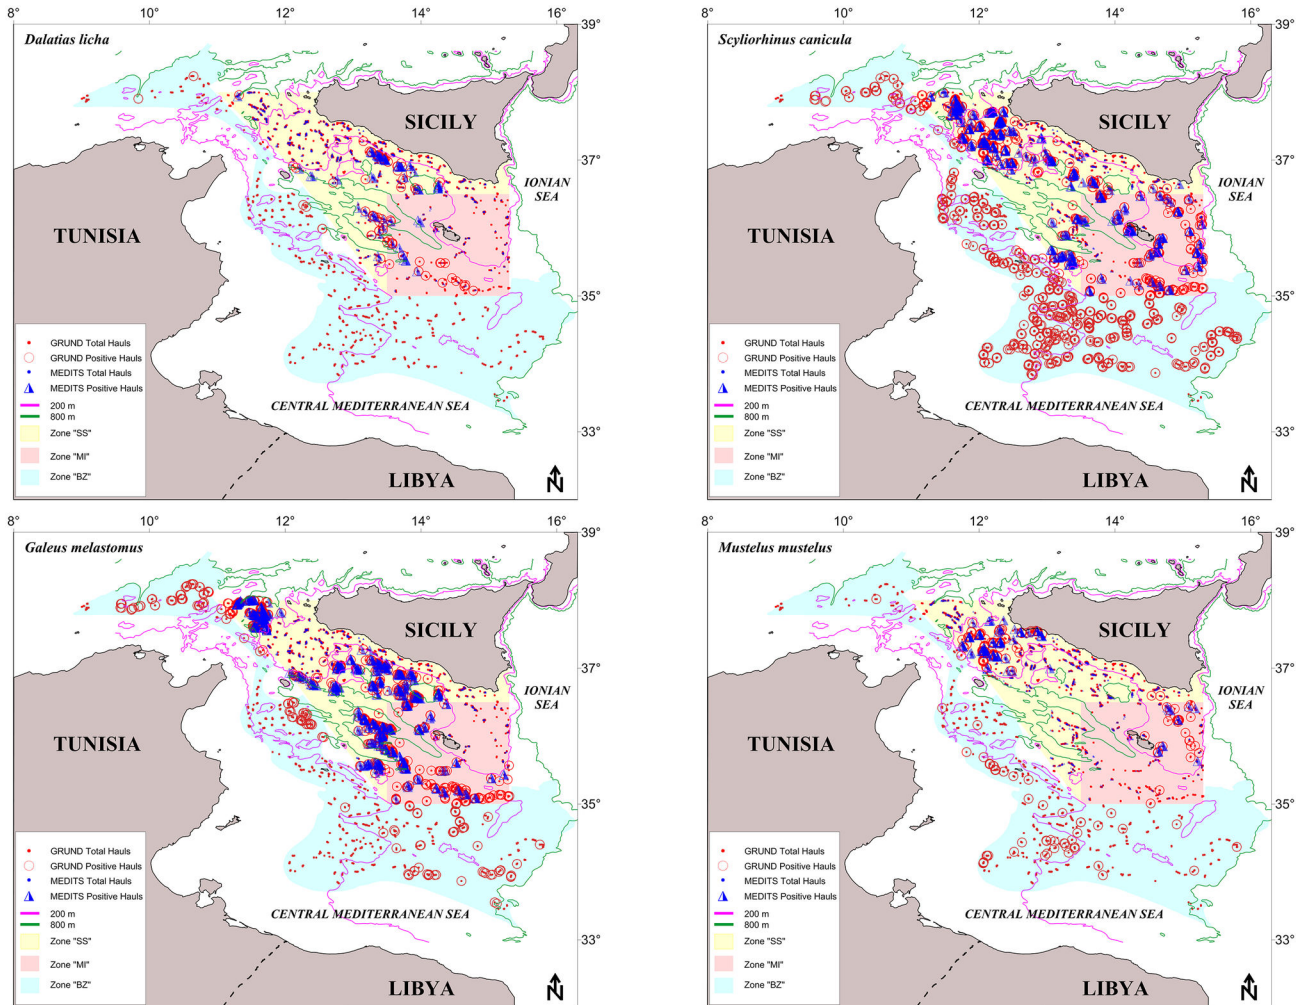 8° 10° 12° 14° 16° 39°
Dalatias licha
SICILY
37°
IONIAN
SEA
TUNISIA
35°
GRUND Total Hauls
GRUND Positive Hauls
MEDITS Total Hauls
MEDITS Positive Hauls
200 m
800 m
Zone "SS"
Zone "MI"
Zone "BZ"
CENTRAL MEDITERRANEAN SEA
33°
LIBYA
N
8° 10° 12° 14° 16° 39°
Scyliorhinus canicula
SICILY
37°
IONIAN
SEA
TUNISIA
35°
GRUND Total Hauls
GRUND Positive Hauls
MEDITS Total Hauls
MEDITS Positive Hauls
200 m
800 m
Zone "SS"
Zone "MI"
Zone "BZ"
CENTRAL MEDITERRANEAN SEA
33°
LIBYA
N
8° 10° 12° 14° 16° 39°
Galeus melastomus
SICILY
37°
IONIAN
SEA
TUNISIA
35°
GRUND Total Hauls
GRUND Positive Hauls
MEDITS Total Hauls
MEDITS Positive Hauls
200 m
800 m
Zone "SS"
Zone "MI"
Zone "BZ"
CENTRAL MEDITERRANEAN SEA
33°
LIBYA
N
8° 10° 12° 14° 16° 39°
Mustelus mustelus
SICILY
37°
IONIAN
SEA
TUNISIA
35°
GRUND Total Hauls
GRUND Positive Hauls
MEDITS Total Hauls
MEDITS Positive Hauls
200 m
800 m
Zone "SS"
Zone "MI"
Zone "BZ"
CENTRAL MEDITERRANEAN SEA
33°
LIBYA
N